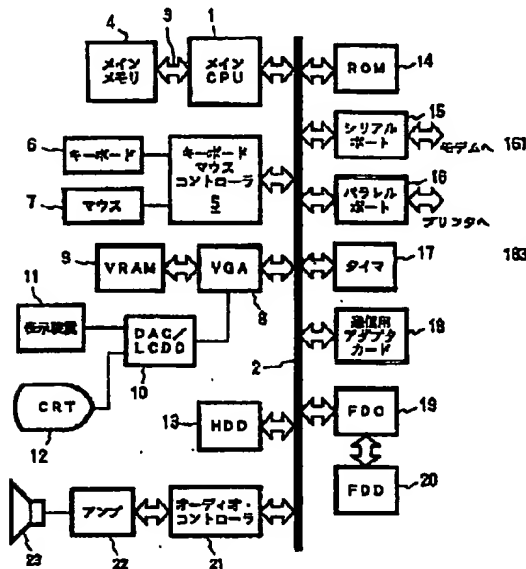 4
3
1
メイン
メモリ
メイン
CPU
ROM
14
15
シリアル
ポート
モデムへ
161
6
キーボード
キーボード
マウス
コントローラ
5
7
マウス
16
パラレル
ポート
プリンタへ
163
9
VRAM
VGA
8
タイマ
17
11
表示装置
DAC/
LCDD
10
2
通信用
アダプタ
カード
18
CRT
12
13
HDD
FDC
19
FDD
20
23
アンプ
22
オーディオ・
コントローラ
21